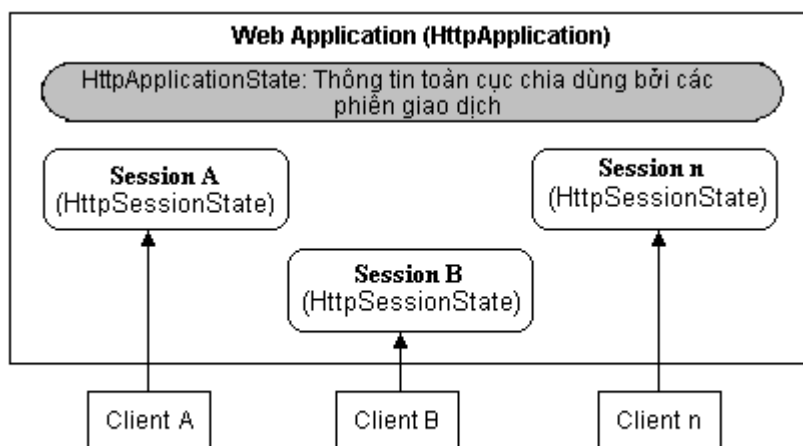 Web Application (HttpApplication)
HttpApplicationState: Thông tin toàn cục chia dùng bởi các
phiên giao dịch
Session A
(HttpSessionState)
Session n
(HttpSessionState)
Session B
(HttpSessionState)
Client A
Client B
Client n